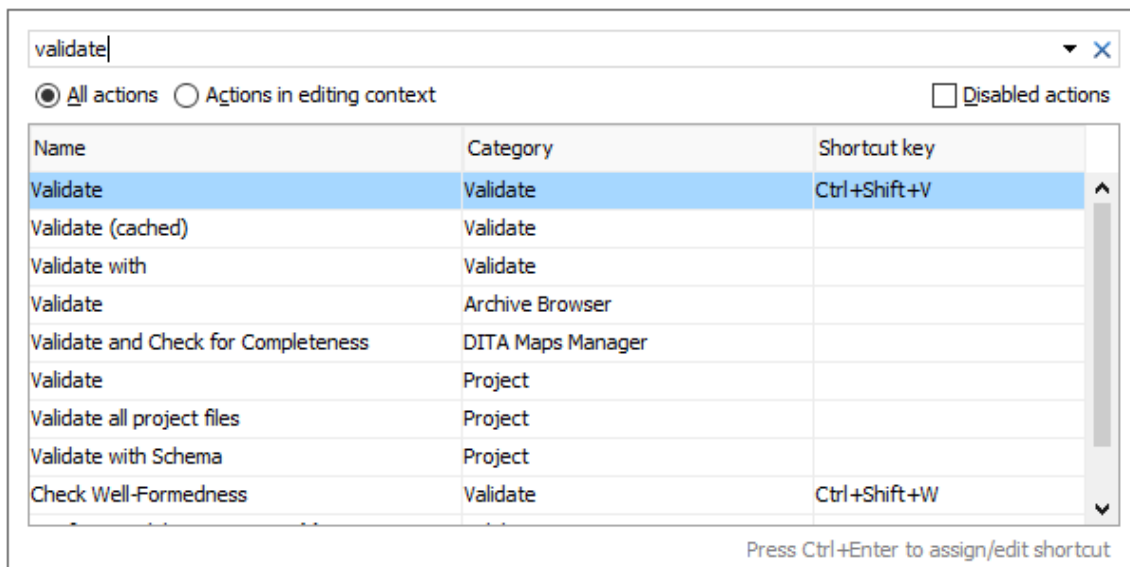 validate
All actions Actions in editing context Disabled actions
Name Category Shortcut key
Validate Validate Ctrl+Shift+V
Validate (cached) Validate
Validate with Validate
Validate Archive Browser
Validate and Check for Completeness DITA Maps Manager
Validate Project
Validate all project files Project
Validate with Schema Project
Check Well-Formedness Validate Ctrl+Shift+W
Press Ctrl+Enter to assign/edit shortcut